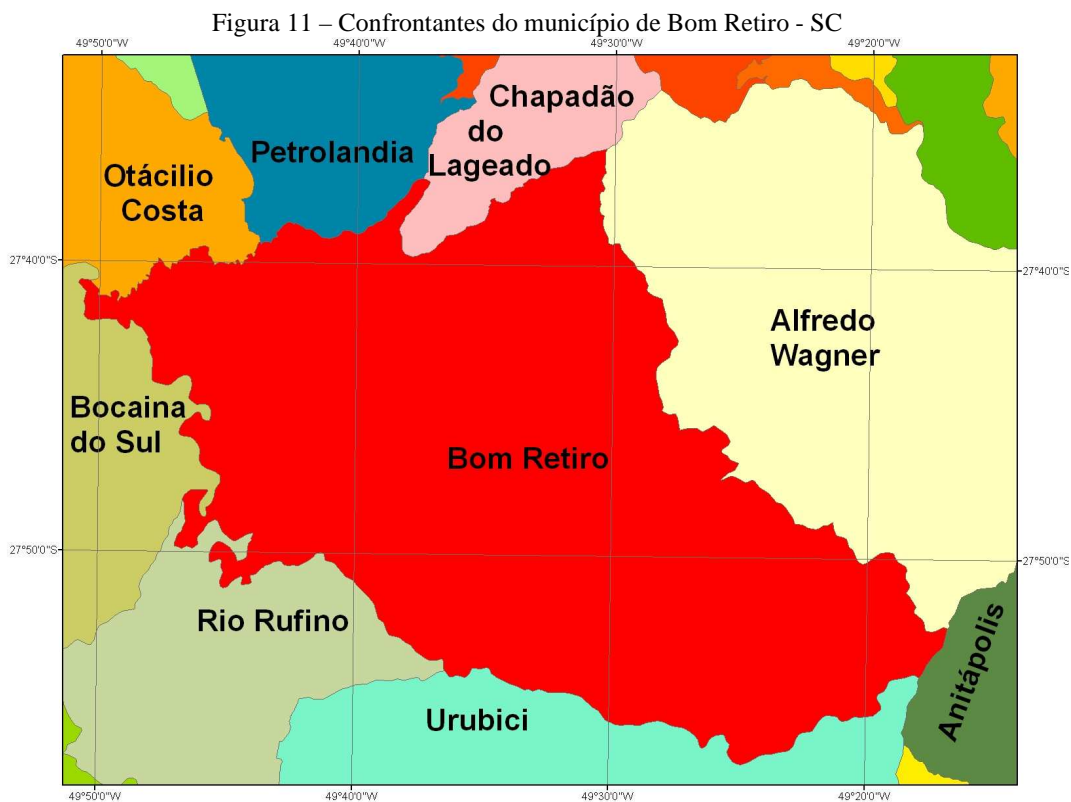 Figura 11 – Confrontantes do município de Bom Retiro - SC
49°50'0"W
49°40'0"W
49°30'0"W
49°20'0"W
Chapadão
do
Lageado
Petrolandia
Otácilio
Costa
27°40'0"S
27°40'0"S
Alfredo
Wagner
Bocaina
do Sul
Bom Retiro
27°50'0"S
27°50'0"S
Rio Rufino
Anitápolis
Urubici
49°50'0"W
49°40'0"W
49°30'0"W
49°20'0"W